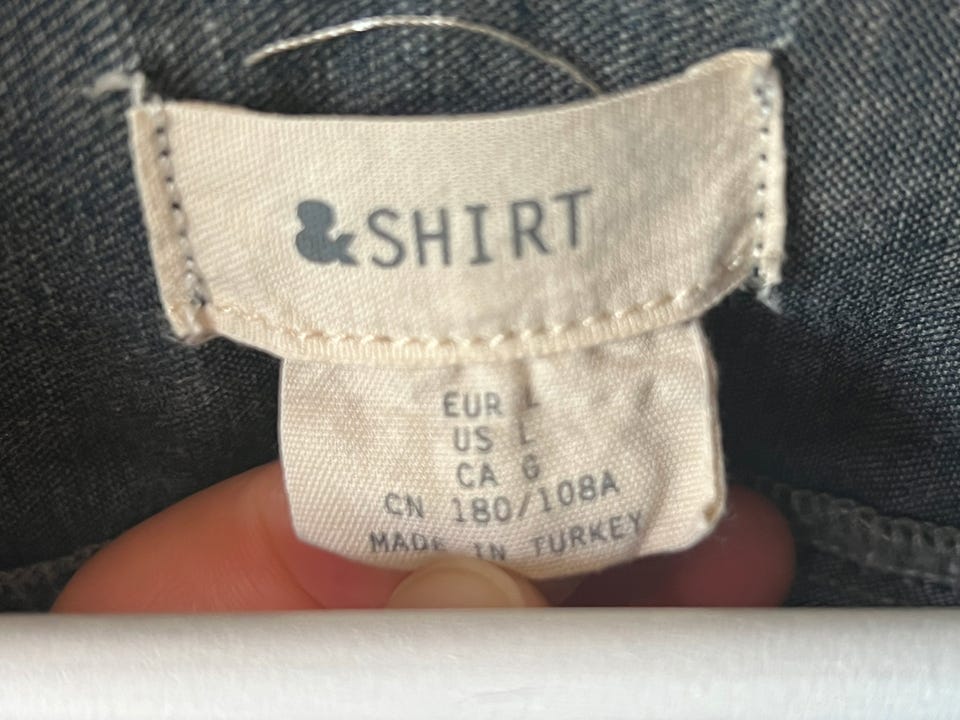 &SHIRT
EUR L
US L
CA G
CN 180/108A
MADE IN TURKEY